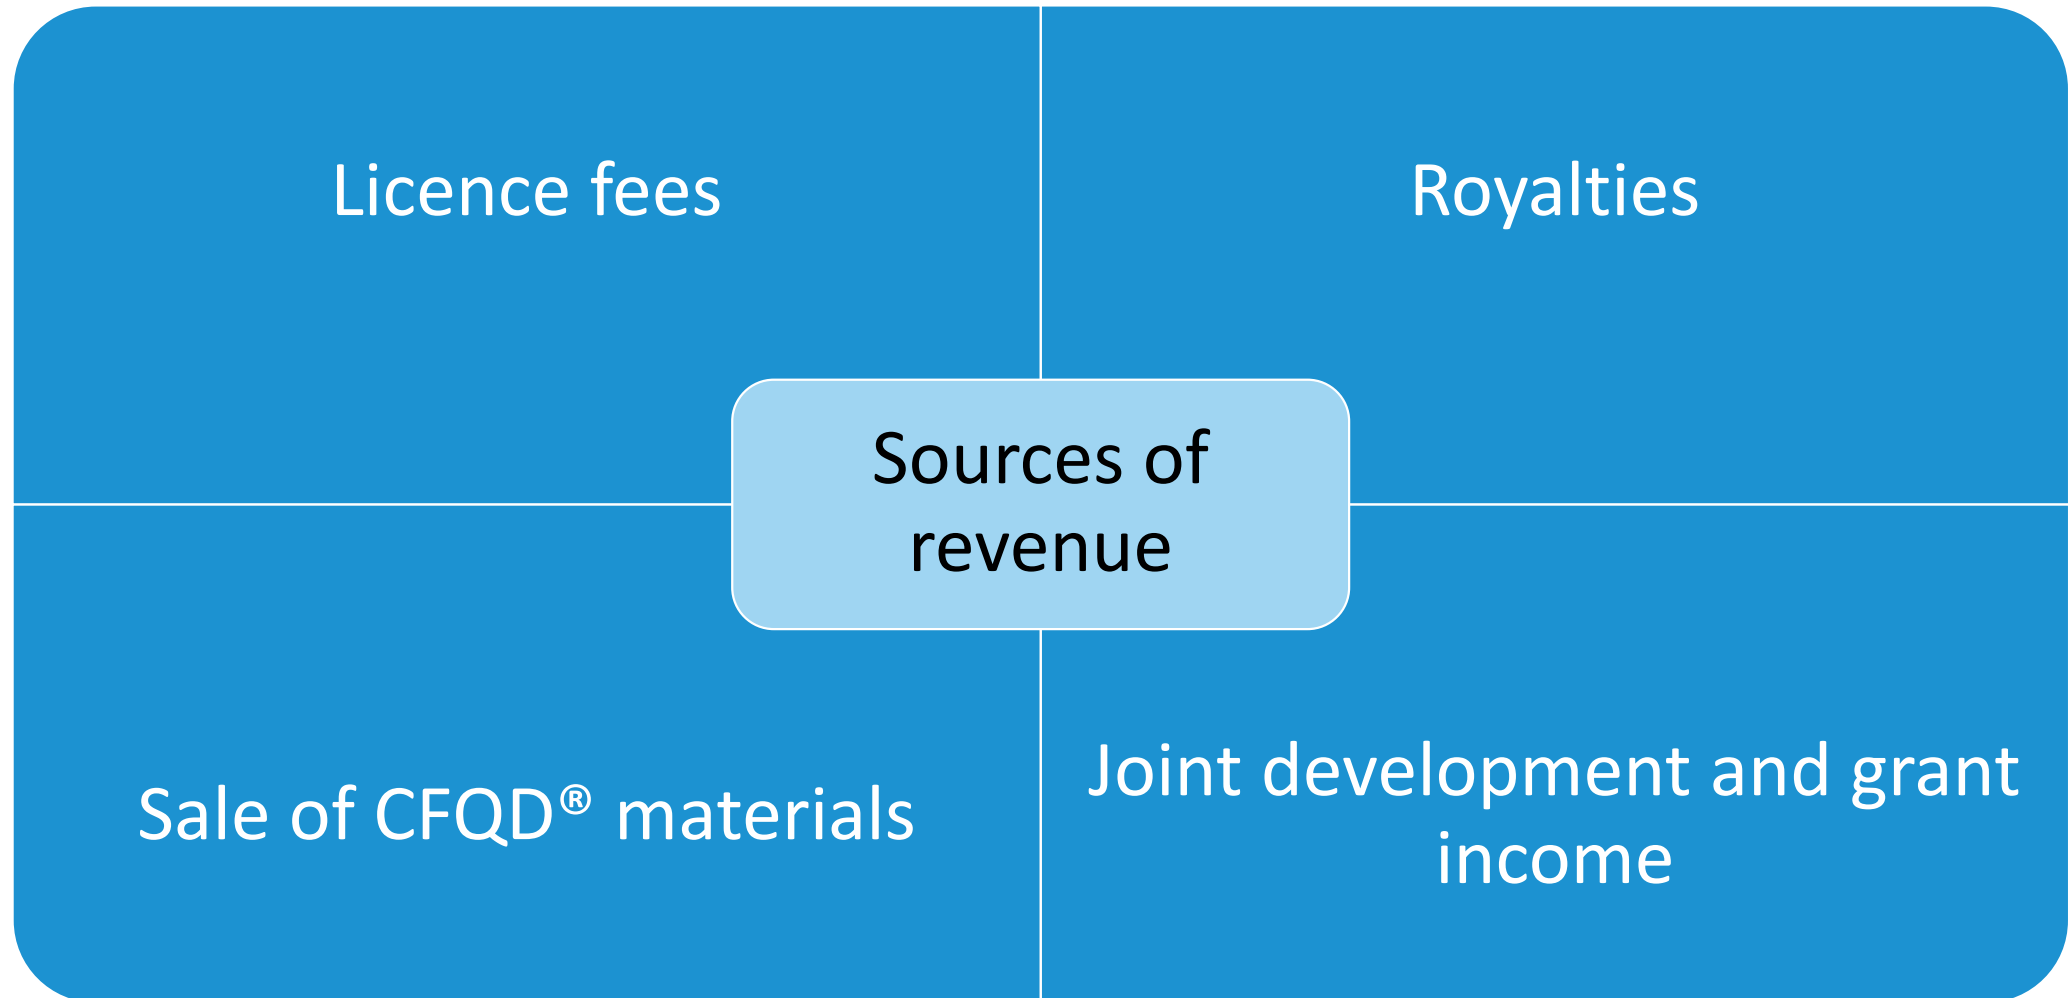 Licence fees
Royalties
Sources of
revenue
Sale of CFQD® materials
Joint development and grant
income